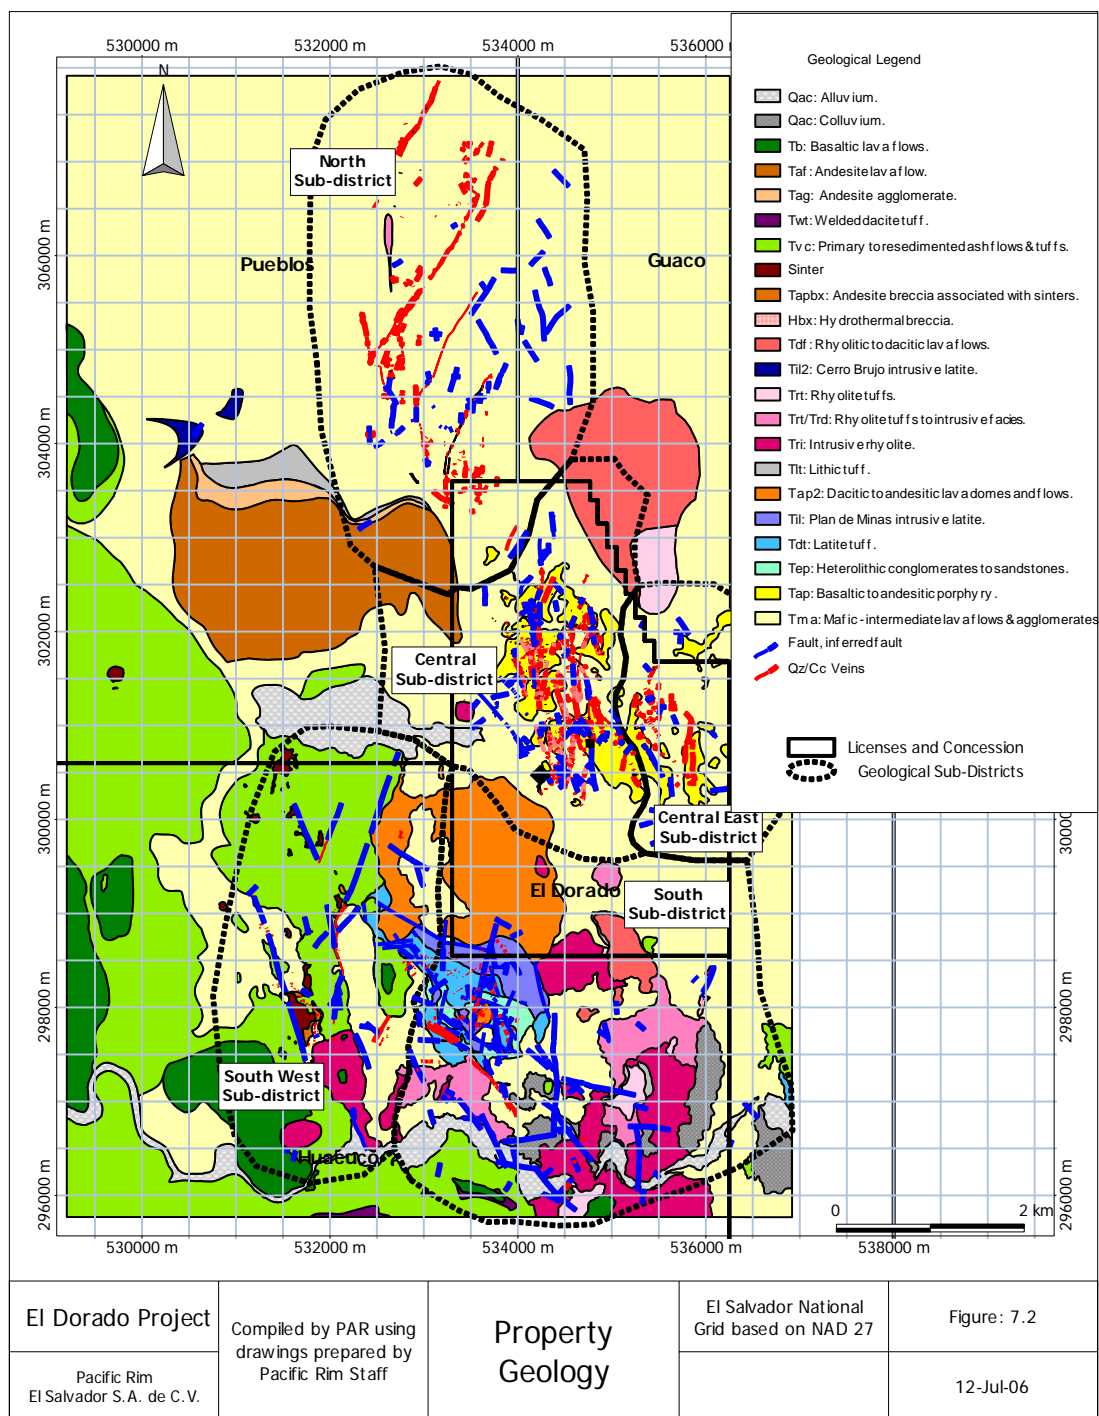 530000 m
532000 m
534000 m
536000 m
Geological Legend
Qac: Alluvium.
Qac: Colluvium.
Tb: Basaltic lava flows.
Taf: Andesite lava flow.
Tag: Andesite agglomerate.
Twt: Welded dacite tuff.
Tvc: Primary to resedimented ash flows & tuffs.
Sinter
Tapbx: Andesite breccia associated with sinters.
Hbx: Hydrothermal breccia.
Tdf: Rhyolitic to dacitic lava flows.
Til2: Cerro Brujo intrusive latite.
Trt: Rhyolite tuffs.
Trt/Trd: Rhyolite tuffs to intrusive facies.
Tri: Intrusive rhyolite.
Tlt: Lithic tuff.
Tap2: Dacitic to andesitic lava domes and flows.
Til: Plan de Minas intrusive latite.
Tdt: Latite tuff.
Tep: Heterolithic conglomerates to sandstones.
Tap: Basaltic to andesitic porphyry.
Tma: Mafic-intermediate lava flows & agglomerates
Fault, inferred fault
Qz/Cc Veins
Licenses and Concession
Geological Sub-Districts
N
North
Sub-district
Pueblos
Guaco
306000 m
304000 m
302000 m
300000 m
298000 m
296000 m
Central
Sub-district
Central East
Sub-district
El Dorado
South
Sub-district
South West
Sub-district
Huacuco
30000
298000 m
296000 m
0
2 km
530000 m
532000 m
534000 m
536000 m
538000 m
El Dorado Project
Pacific Rim
El Salvador S.A. de C.V.
Compiled by PAR using
drawings prepared by
Pacific Rim Staff
Property
Geology
El Salvador National
Grid based on NAD 27
Figure: 7.2
12-Jul-06